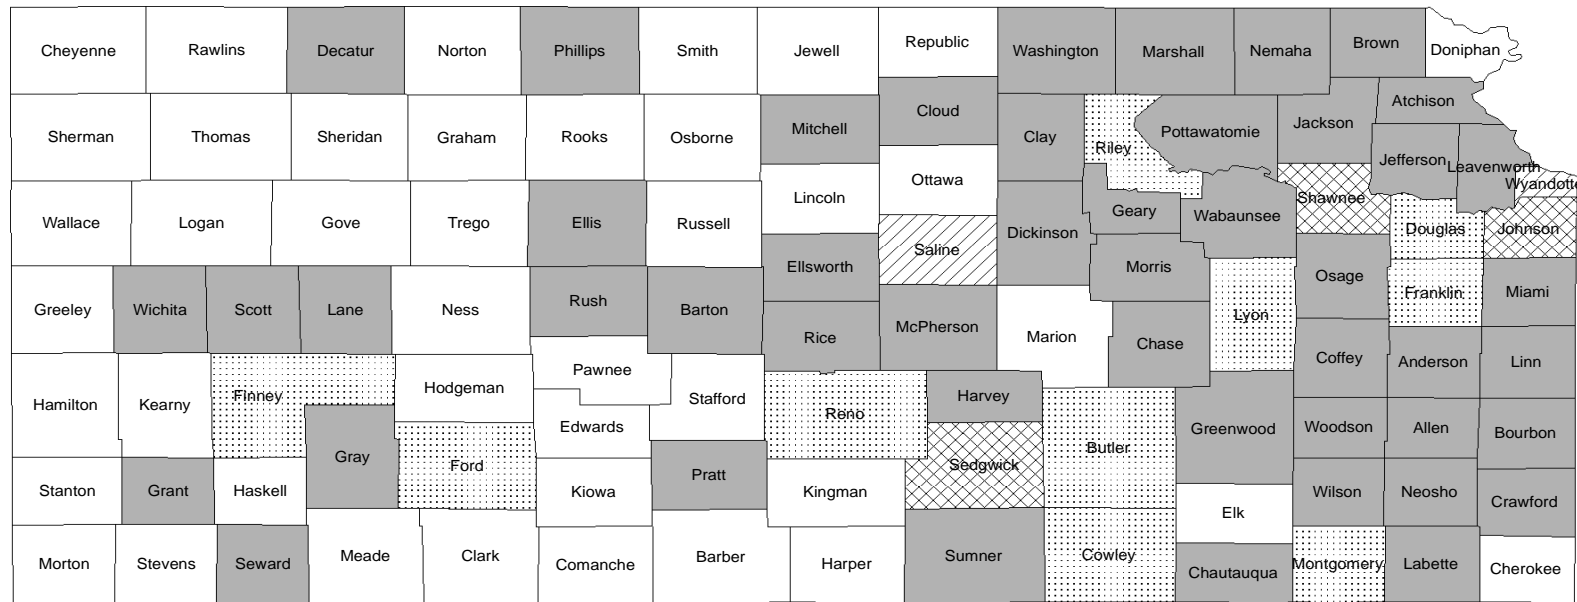 Cheyenne
Rawlins
Decatur
Norton
Phillips
Smith
Jewell
Republic
Washington
Marshall
Nemaha
Brown
Doniphan
Sherman
Thomas
Sheridan
Graham
Rooks
Osborne
Mitchell
Cloud
Clay
Riley
Pottawatomie
Jackson
Atchison
Jefferson
Leavenworth
Wyandotte
Wallace
Logan
Gove
Trego
Ellis
Russell
Lincoln
Ottawa
Saline
Dickinson
Geary
Wabaunsee
Shawnee
Douglas
Johnson
Greeley
Wichita
Scott
Lane
Ness
Rush
Barton
Ellsworth
Rice
McPherson
Marion
Morris
Chase
Lyon
Osage
Franklin
Miami
Hamilton
Kearny
Finney
Hodgeman
Pawnee
Edwards
Stafford
Reno
Harvey
Sedgwick
Butler
Greenwood
Coffey
Anderson
Linn
Woodson
Allen
Bourbon
Stanton
Grant
Haskell
Gray
Ford
Kiowa
Pratt
Kingman
Elk
Wilson
Neosho
Crawford
Morton
Stevens
Seward
Meade
Clark
Comanche
Barber
Harper
Sumner
Cowley
Chautauqua
Montgomery
Labette
Cherokee